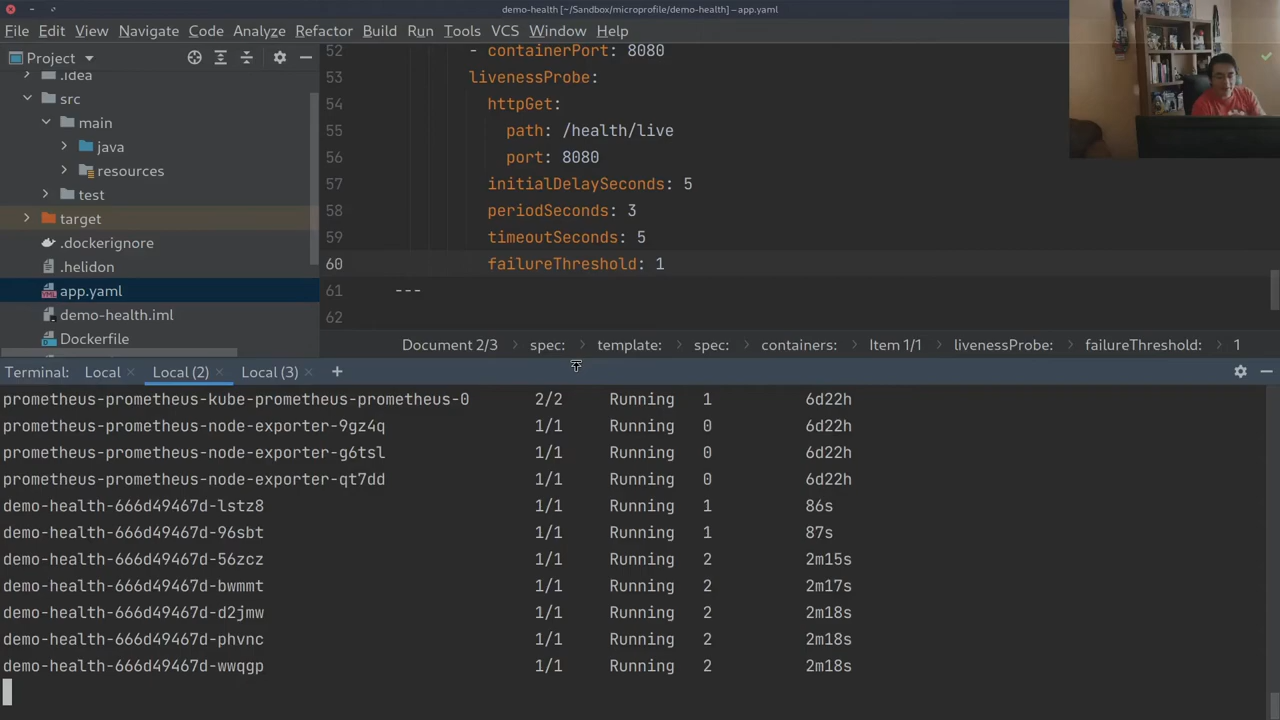 demo-health [~/Sandbox/microprofile/demo-health] – app.yaml
File Edit View Navigate Code Analyze Refactor Build Run Tools VCS Window Help
Project
.idea
src
main
java
resources
test
target
.dockerignore
.helidon
app.yaml
demo-health.iml
Dockerfile
52 - containerPort: 8080
53 livenessProbe:
54 httpGet:
55 path: /health/live
56 port: 8080
57 initialDelaySeconds: 5
58 periodSeconds: 3
59 timeoutSeconds: 5
60 failureThreshold: 1
61 ---
62
Document 2/3 › spec: › template: › spec: › containers: › Item 1/1 › livenessProbe: › failureThreshold: › 1
Terminal: Local × Local (2) × Local (3) × +
prometheus-prometheus-kube-prometheus-prometheus-0 2/2 Running 1 6d22h
prometheus-prometheus-node-exporter-9gz4q 1/1 Running 0 6d22h
prometheus-prometheus-node-exporter-g6tsl 1/1 Running 0 6d22h
prometheus-prometheus-node-exporter-qt7dd 1/1 Running 0 6d22h
demo-health-666d49467d-lstz8 1/1 Running 1 86s
demo-health-666d49467d-96sbt 1/1 Running 1 87s
demo-health-666d49467d-56zcz 1/1 Running 2 2m15s
demo-health-666d49467d-bwmmt 1/1 Running 2 2m17s
demo-health-666d49467d-d2jmw 1/1 Running 2 2m18s
demo-health-666d49467d-phvnc 1/1 Running 2 2m18s
demo-health-666d49467d-wwqgp 1/1 Running 2 2m18s